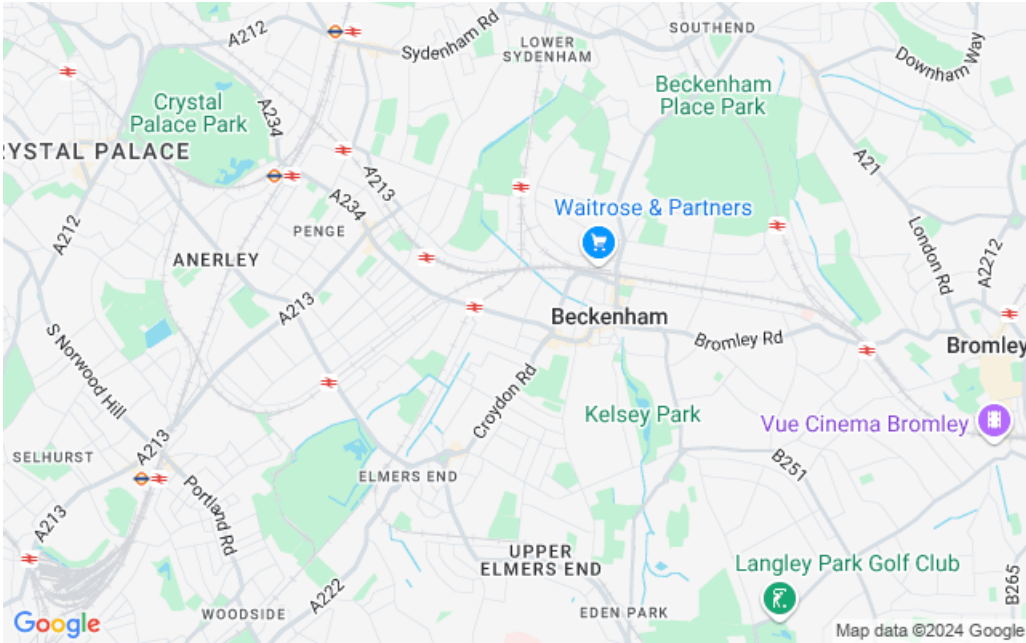 A212
Sydenham Rd
LOWER
SYDENHAM
SOUTHEND
Downham Way
Crystal
Palace Park
A234
Beckenham
Place Park
RYSTAL PALACE
A213
A234
A21
Waitrose & Partners
A212
PENGE
ANERLEY
London Rd
A2212
A213
Beckenham
Bromley Rd
Bromley
S Norwood Hill
Croydon Rd
Kelsey Park
Vue Cinema Bromley
SELHURST
A213
ELMERS END
B251
Portland Rd
A213
UPPER
ELMERS END
Langley Park Golf Club
A222
B265
WOODSIDE
EDEN PARK
Google
Map data ©2024 Google